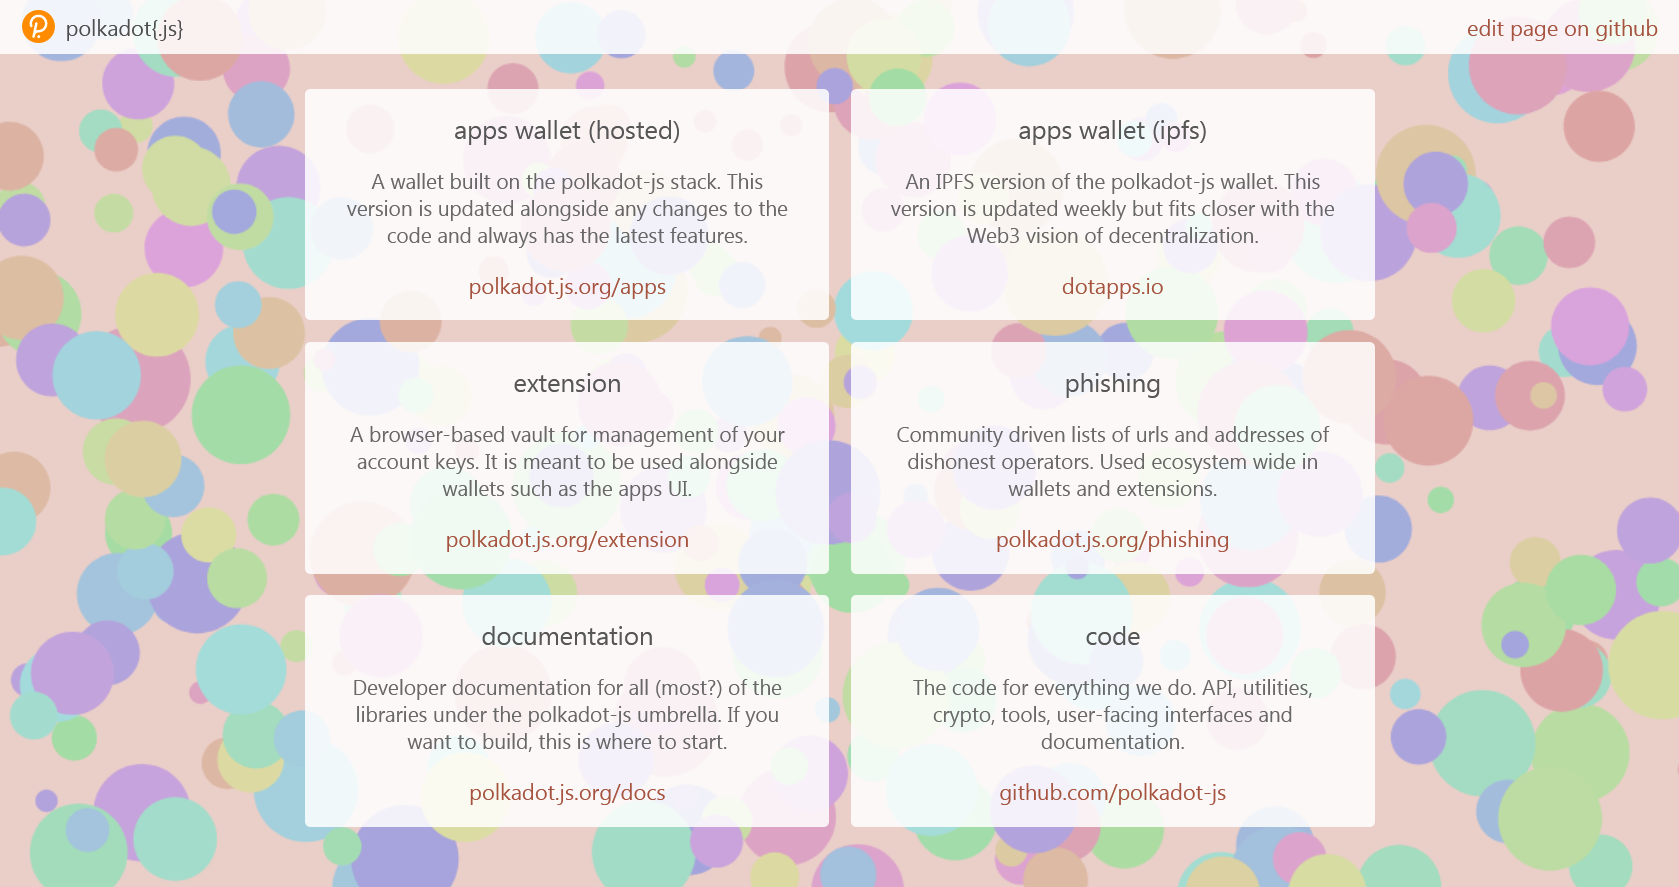 polkadot{.js}
edit page on github
apps wallet (hosted)
A wallet built on the polkadot-js stack. This
version is updated alongside any changes to the
code and always has the latest features.
polkadot.js.org/apps
apps wallet (ipfs)
An IPFS version of the polkadot-js wallet. This
version is updated weekly but fits closer with the
Web3 vision of decentralization.
dotapps.io
extension
A browser-based vault for management of your
account keys. It is meant to be used alongside
wallets such as the apps UI.
polkadot.js.org/extension
phishing
Community driven lists of urls and addresses of
dishonest operators. Used ecosystem wide in
wallets and extensions.
polkadot.js.org/phishing
documentation
Developer documentation for all (most?) of the
libraries under the polkadot-js umbrella. If you
want to build, this is where to start.
polkadot.js.org/docs
code
The code for everything we do. API, utilities,
crypto, tools, user-facing interfaces and
documentation.
github.com/polkadot-js